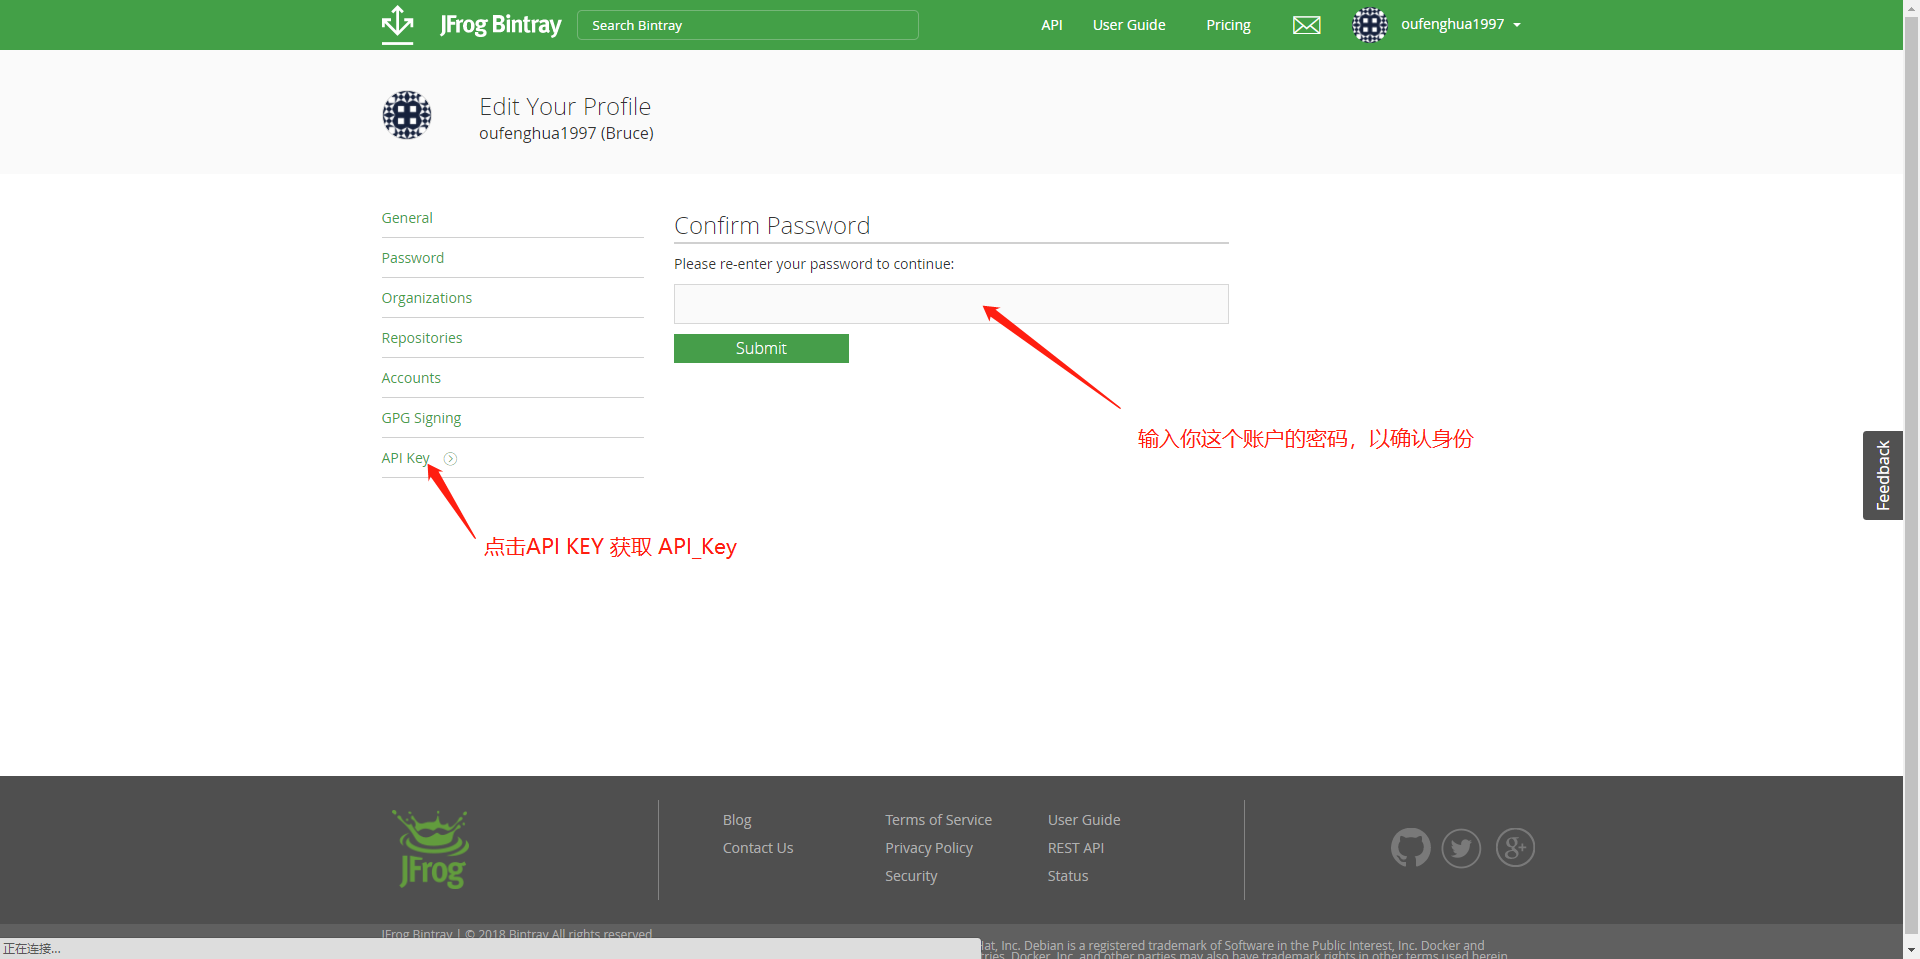 JFrog Bintray
Search Bintray
API
User Guide
Pricing
oufenghua1997
Edit Your Profile
oufenghua1997 (Bruce)
General
Password
Organizations
Repositories
Accounts
GPG Signing
API Key
Confirm Password
Please re-enter your password to continue:
Submit
输入你这个账户的密码，以确认身份
点击API KEY 获取 API_Key
Feedback
JFrog
Blog
Contact Us
Terms of Service
Privacy Policy
Security
User Guide
REST API
Status
g+
JFrog Bintray | © 2018 Bintray All rights reserved
正在连接...
Inc. Debian is a registered trademark of Software in the Public Interest, Inc. Docker and
Docker, Inc. and other parties may also have trademark rights in other terms used herein